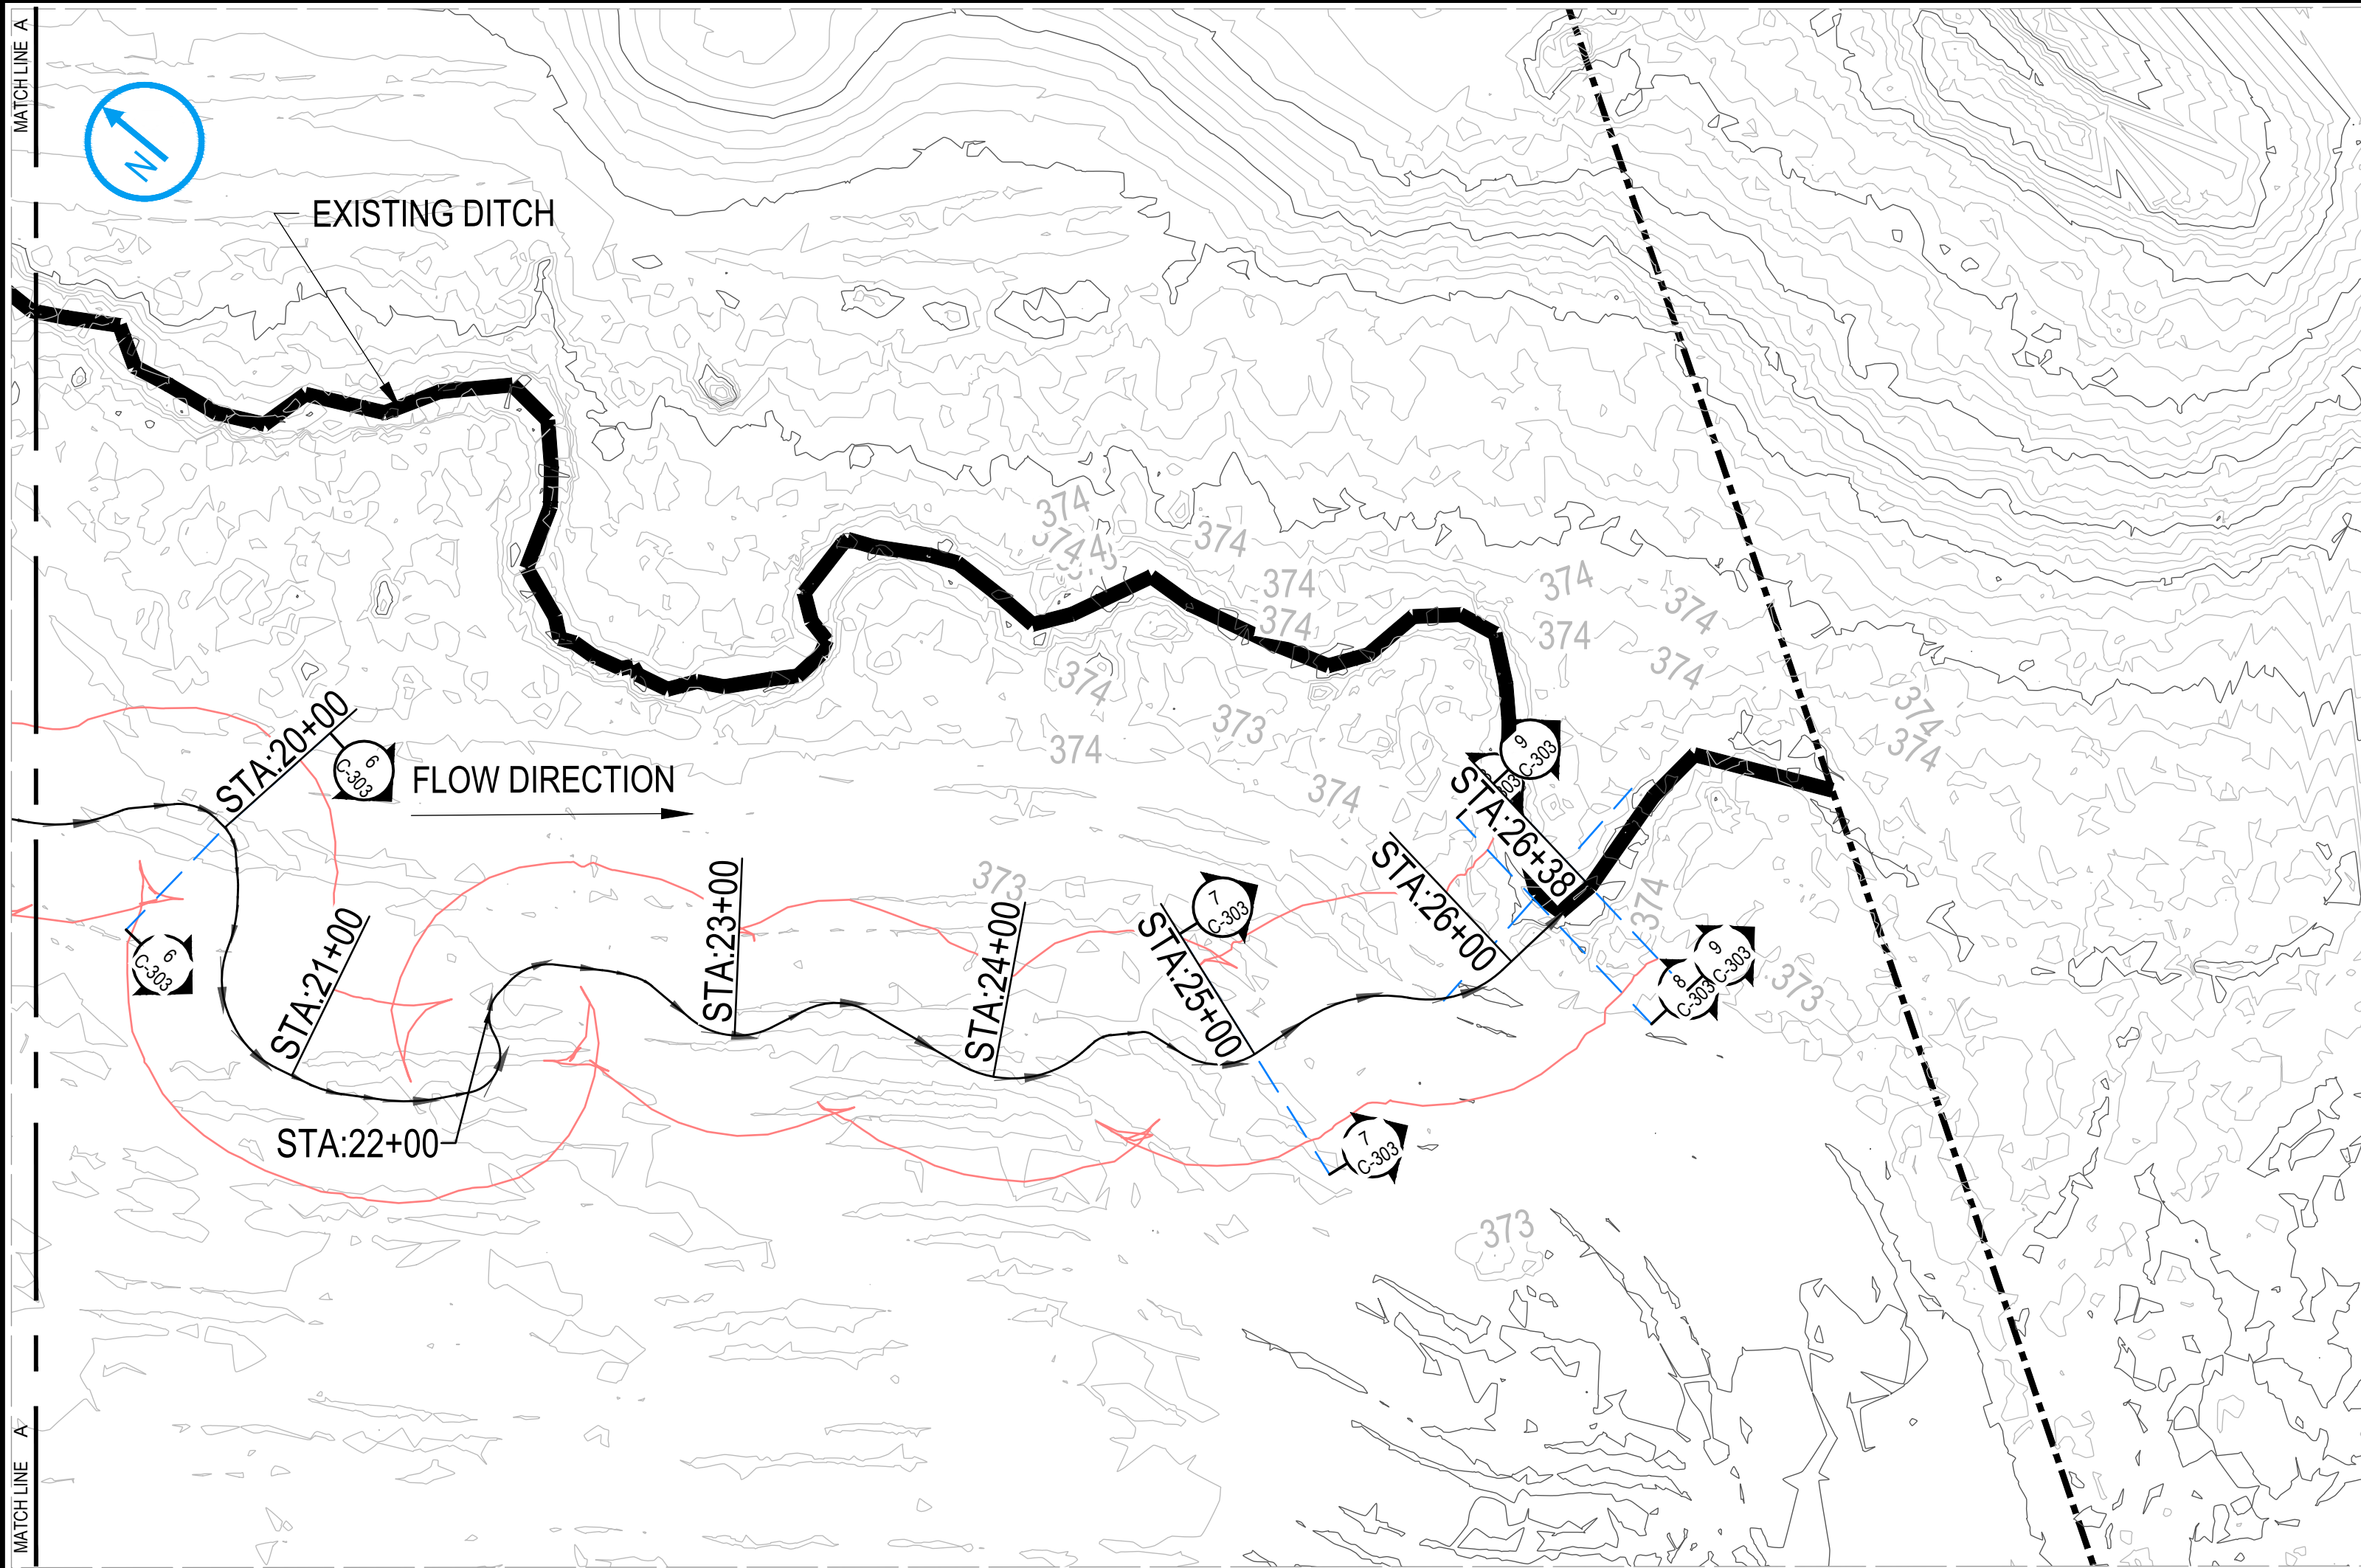 MATCH LINE A
N
EXISTING DITCH
374
374
374
374
374
374
374
374
374
374
374
373
374
374
374
374
STA:20+00
6
C-303
FLOW DIRECTION
9
C-303
STA:26+38
STA:26+00
373
STA:23+00
374
7
C-303
STA:24+00
STA:25+00
STA:21+00
6
C-303
9
C-303
8
C-303
373
STA:22+00
7
C-303
373
MATCH LINE A